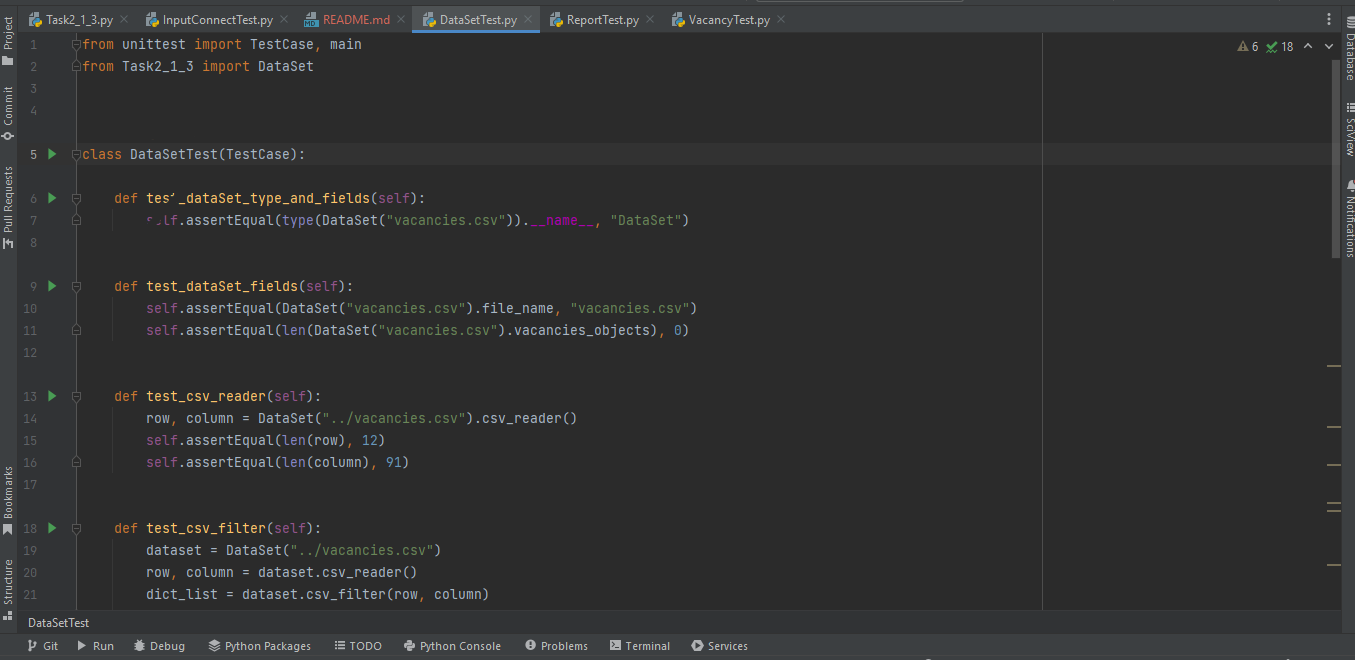 Task2_1_3.py InputConnectTest.py README.md DataSetTest.py ReportTest.py VacancyTest.py
6 18
1 from unittest import TestCase, main
2 from Task2_1_3 import DataSet
3
4
5 class DataSetTest(TestCase):
6 def test_dataSet_type_and_fields(self):
7 lf.assertEqual(type(DataSet("vacancies.csv")).__name__, "DataSet")
8
9 def test_dataSet_fields(self):
10 self.assertEqual(DataSet("vacancies.csv").file_name, "vacancies.csv")
11 self.assertEqual(len(DataSet("vacancies.csv").vacancies_objects), 0)
12
13 def test_csv_reader(self):
14 row, column = DataSet("../vacancies.csv").csv_reader()
15 self.assertEqual(len(row), 12)
16 self.assertEqual(len(column), 91)
17
18 def test_csv_filter(self):
19 dataset = DataSet("../vacancies.csv")
20 row, column = dataset.csv_reader()
21 dict_list = dataset.csv_filter(row, column)
Project
Commit
Pull Requests
Bookmarks
Structure
Database
SciView
Notifications
DataSetTest
Git Run Debug Python Packages TODO Python Console Problems Terminal Services